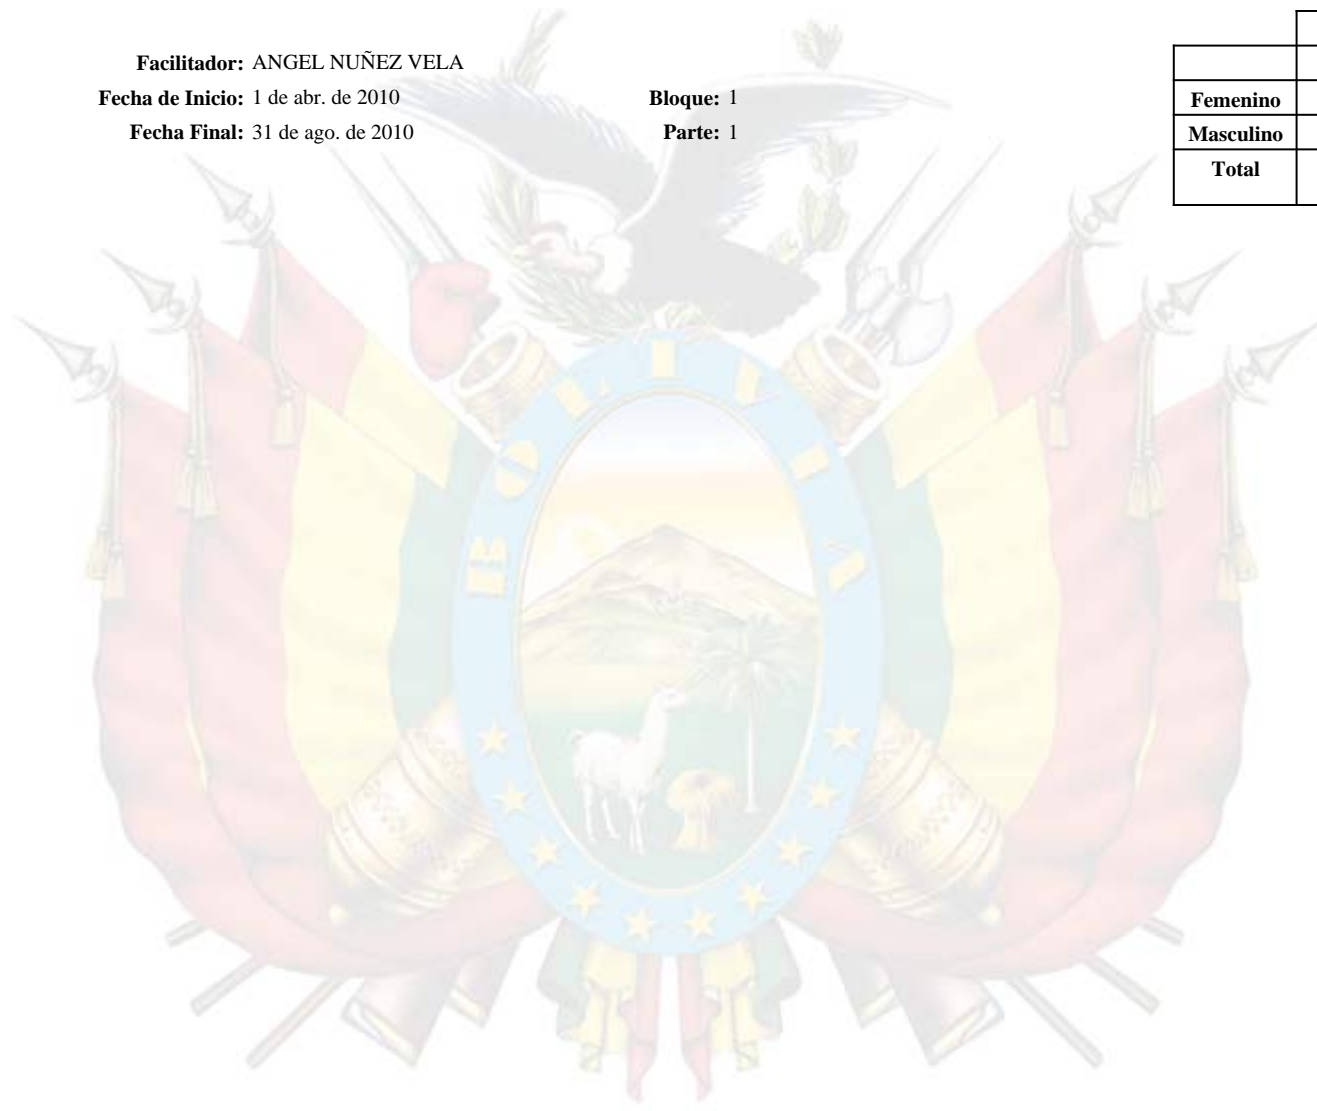 Facilitador: ANGEL NUÑEZ VELA
Fecha de Inicio: 1 de abr. de 2010 Bloque: 1
Fecha Final: 31 de ago. de 2010 Parte: 1
Femenino
Masculino
Total
BOLIVIA